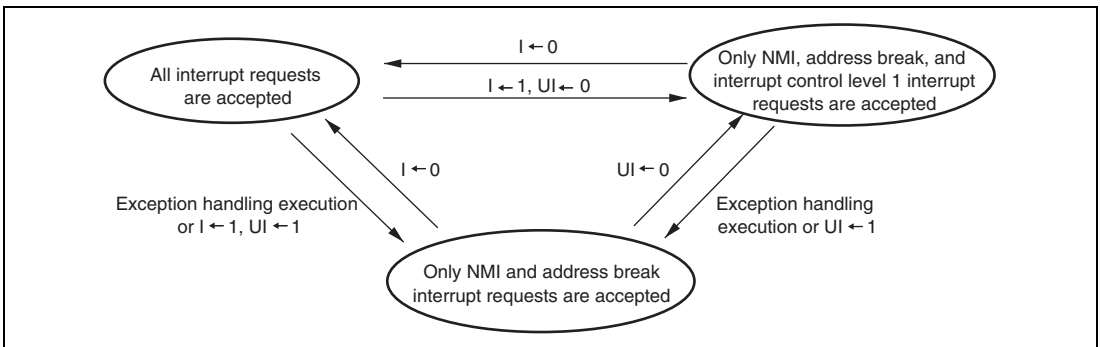 I ← 0
All interrupt requests
are accepted
I ← 1, UI ← 0
Only NMI, address break, and
interrupt control level 1 interrupt
requests are accepted
I ← 0
UI ← 0
Exception handling execution
or I ← 1, UI ← 1
Exception handling
execution or UI ← 1
Only NMI and address break
interrupt requests are accepted